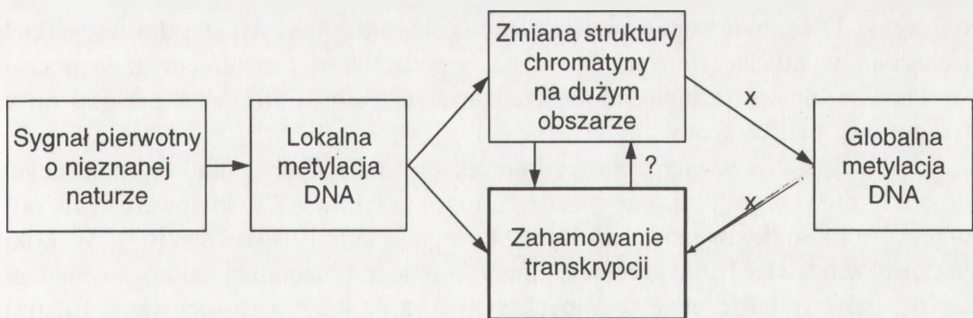 Sygnał pierwotny
o nieznanej
naturze
Lokalna
metylacja
DNA
Zmiana struktury
chromatyny
na dużym
obszarze
x
?
x
Zahamowanie
transkrypcji
Globalna
metylacja
DNA